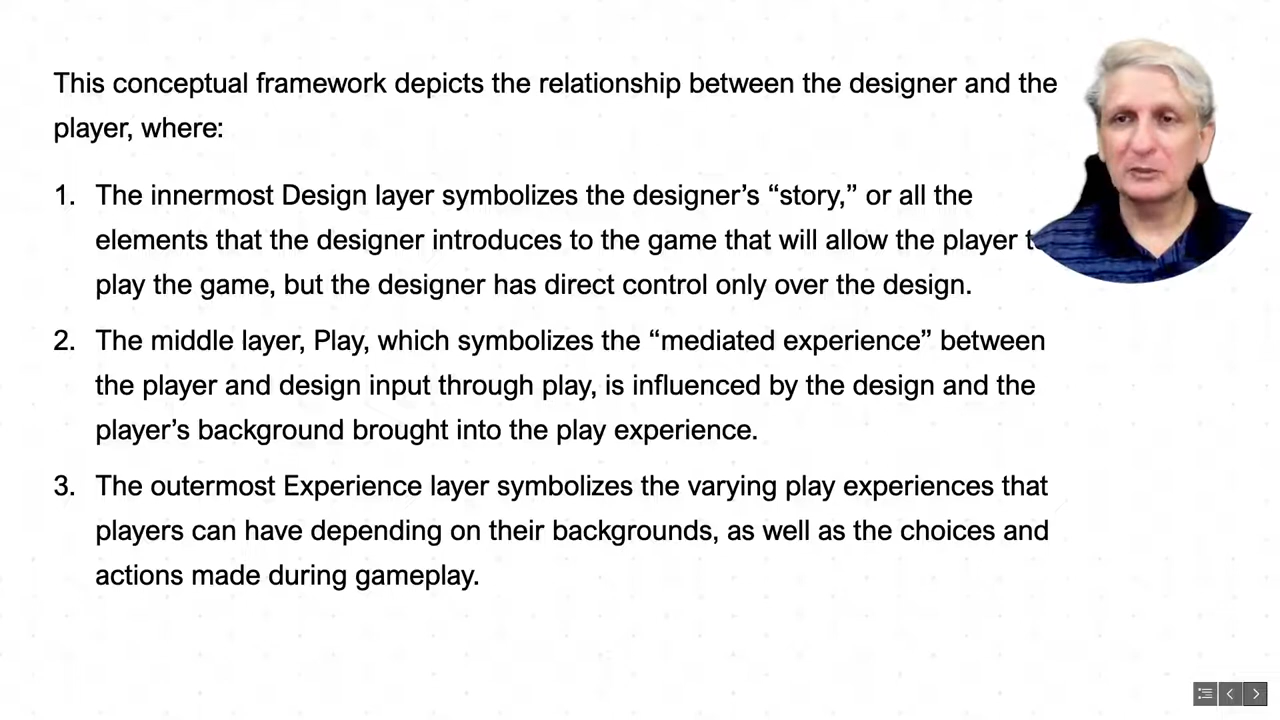 This conceptual framework depicts the relationship between the designer and the
player, where:
1. The innermost Design layer symbolizes the designer’s “story,” or all the
elements that the designer introduces to the game that will allow the player
play the game, but the designer has direct control only over the design.
2. The middle layer, Play, which symbolizes the “mediated experience” between
the player and design input through play, is influenced by the design and the
player’s background brought into the play experience.
3. The outermost Experience layer symbolizes the varying play experiences that
players can have depending on their backgrounds, as well as the choices and
actions made during gameplay.